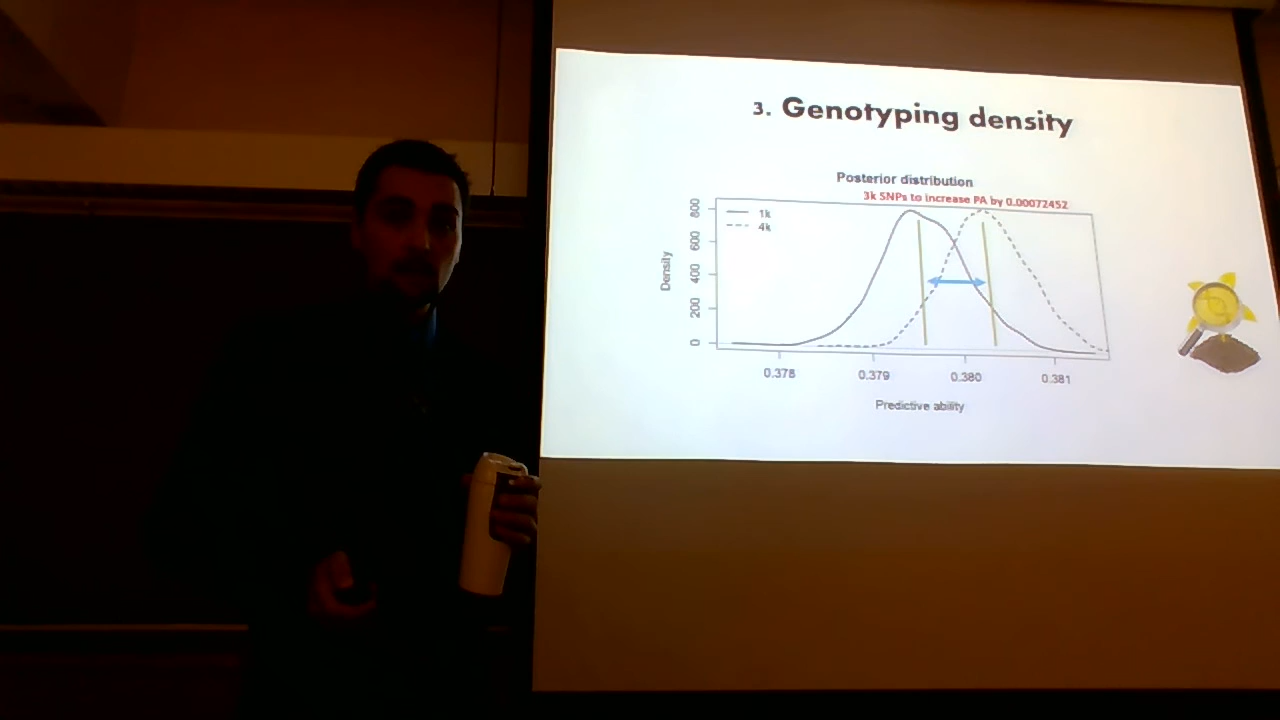 3. Genotyping density
Posterior distribution
3k SNPs to increase PA by 0.00072452
1k
4k
Density
800
600
400
200
0
0.378 0.379 0.380 0.381
Predictive ability